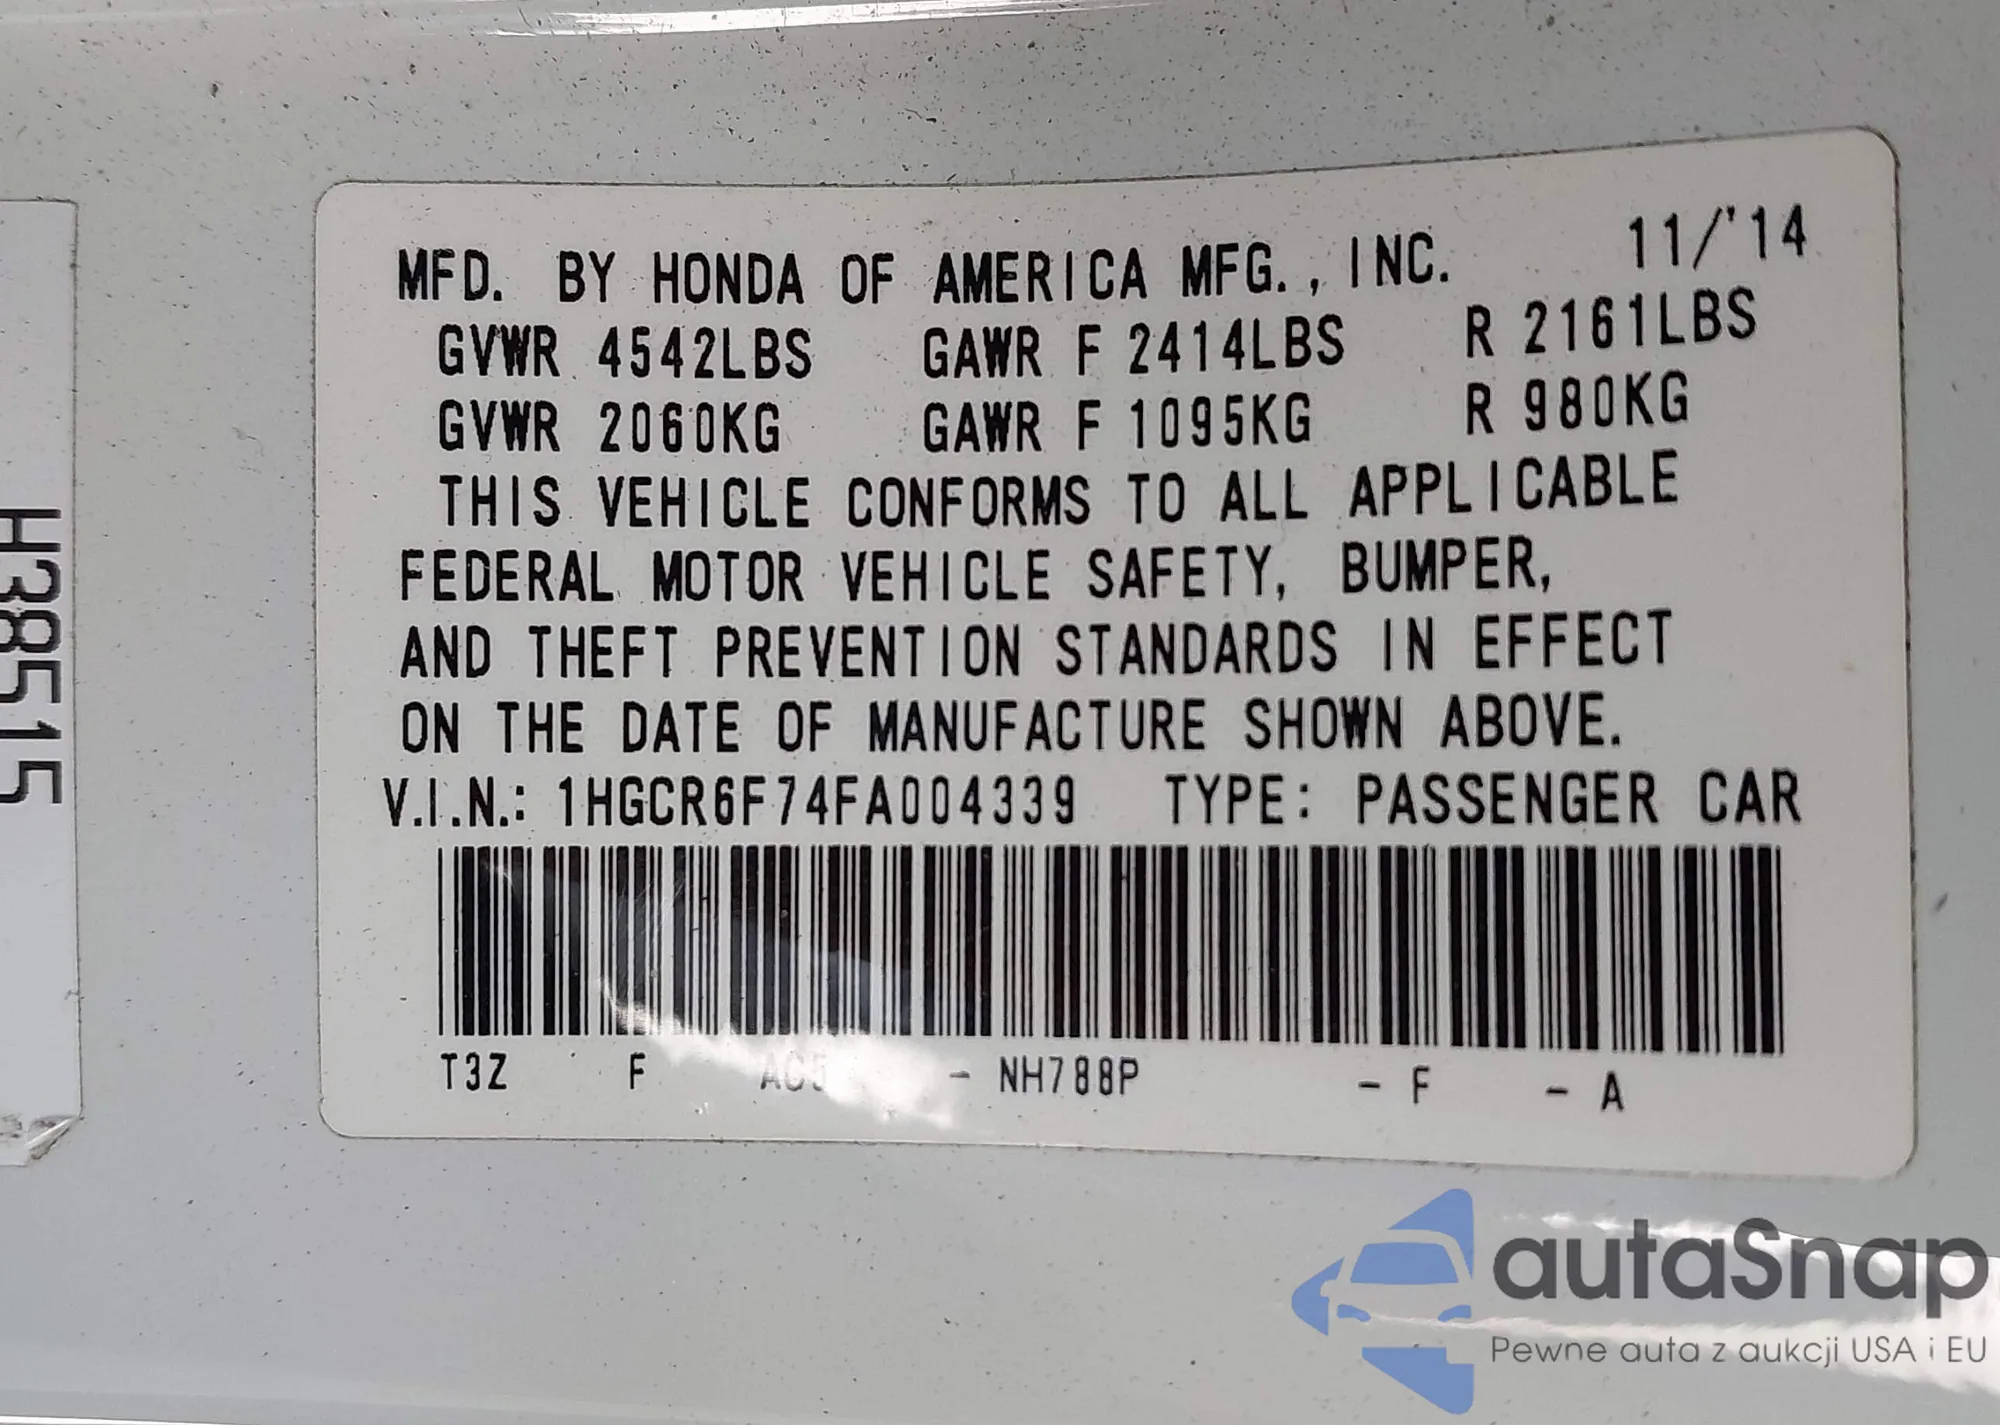 MFD. BY HONDA OF AMERICA MFG., INC. 11/'14
GVWR 4542LBS GAWR F 2414LBS R 2161LBS
GVWR 2060KG GAWR F 1095KG R 980KG
THIS VEHICLE CONFORMS TO ALL APPLICABLE
FEDERAL MOTOR VEHICLE SAFETY, BUMPER,
AND THEFT PREVENTION STANDARDS IN EFFECT
ON THE DATE OF MANUFACTURE SHOWN ABOVE.
V.I.N.: 1HGCR6F74FA004339 TYPE: PASSENGER CAR
T3Z F - NH788P - F - A
H38515
autaSnap
Pewne auta z aukcji USA i EU